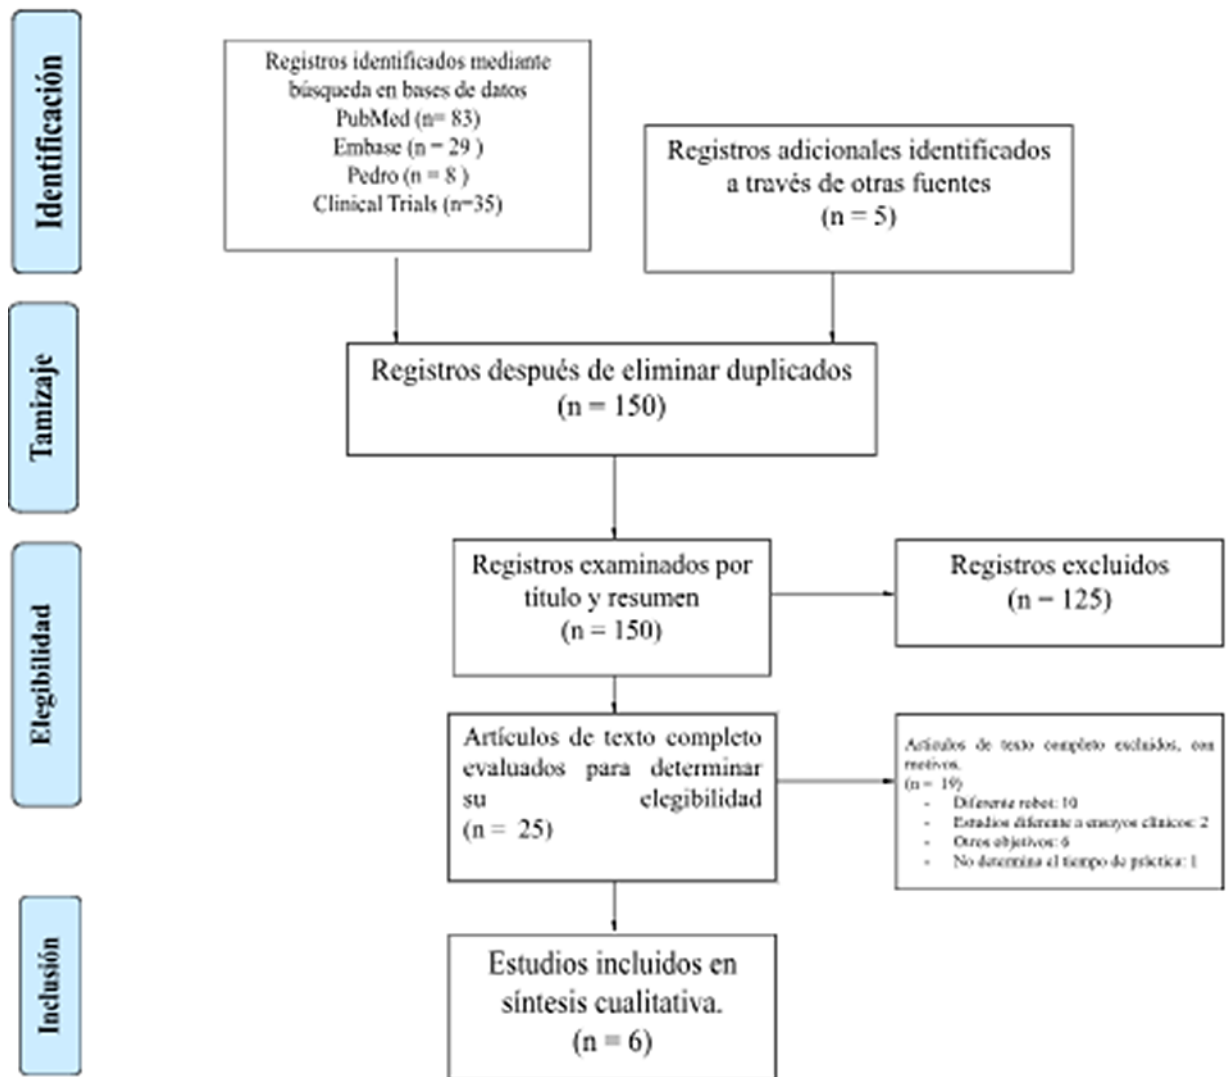 Identificación
Registros identificados mediante
búsqueda en bases de datos
PubMed (n= 83)
Embase (n = 29 )
Pedro (n = 8 )
Clinical Trials (n=35)
Registros adicionales identificados
a través de otras fuentes
(n = 5)
Tamizaje
Registros después de eliminar duplicados
(n = 150)
Elegibilidad
Registros examinados por
título y resumen
(n = 150)
Registros excluidos
(n = 125)
Artículos de texto completo
evaluados para determinar
su elegibilidad
(n = 25)
Artículos de texto completo excluidos, con
motivos.
(n = 19)
- Diferente robot: 10
- Estudios diferente a ensayos clínicos: 2
- Otros objetivos: 6
- No determina el tiempo de práctica: 1
Inclusión
Estudios incluidos en
síntesis cualitativa.
(n = 6)